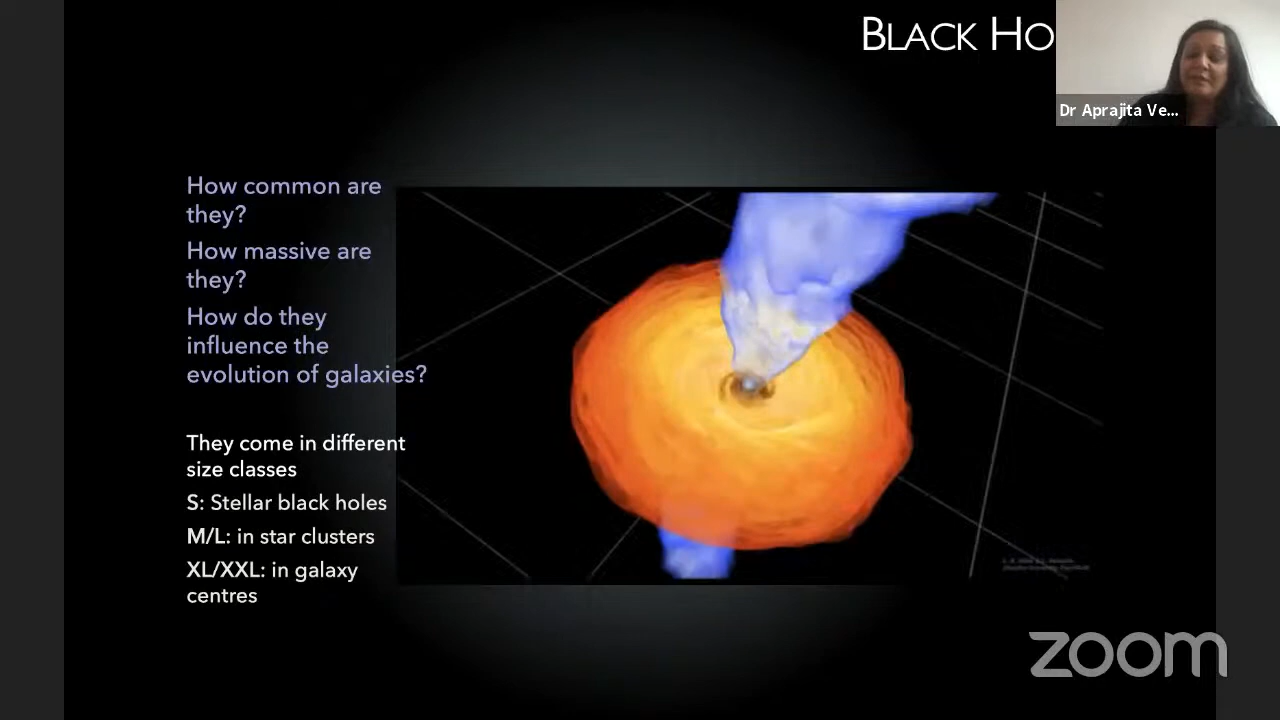 BLACK HO
Dr Aprajita Ve...
How common are
they?
How massive are
they?
How do they
influence the
evolution of galaxies?
They come in different
size classes
S: Stellar black holes
M/L: in star clusters
XL/XXL: in galaxy
centres
zoom